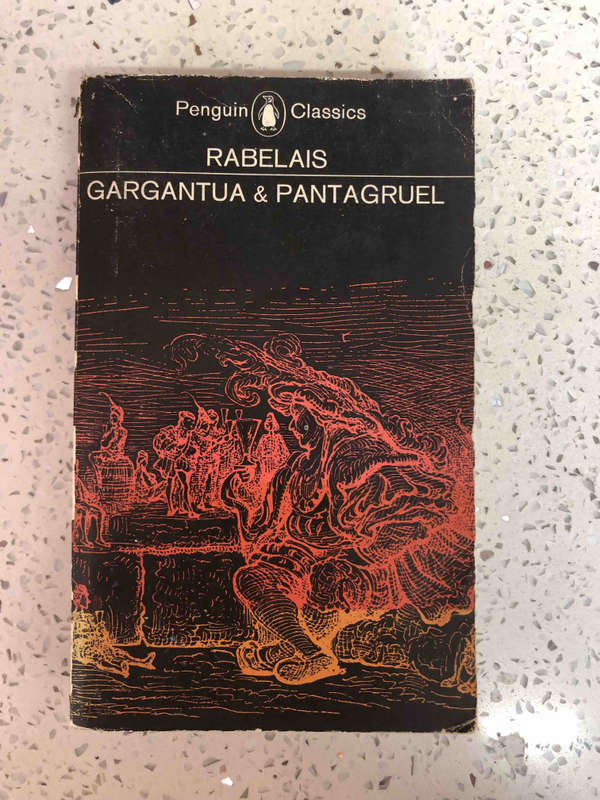 Penguin Classics
RABELAIS
GARGANTUA & PANTAGRUEL